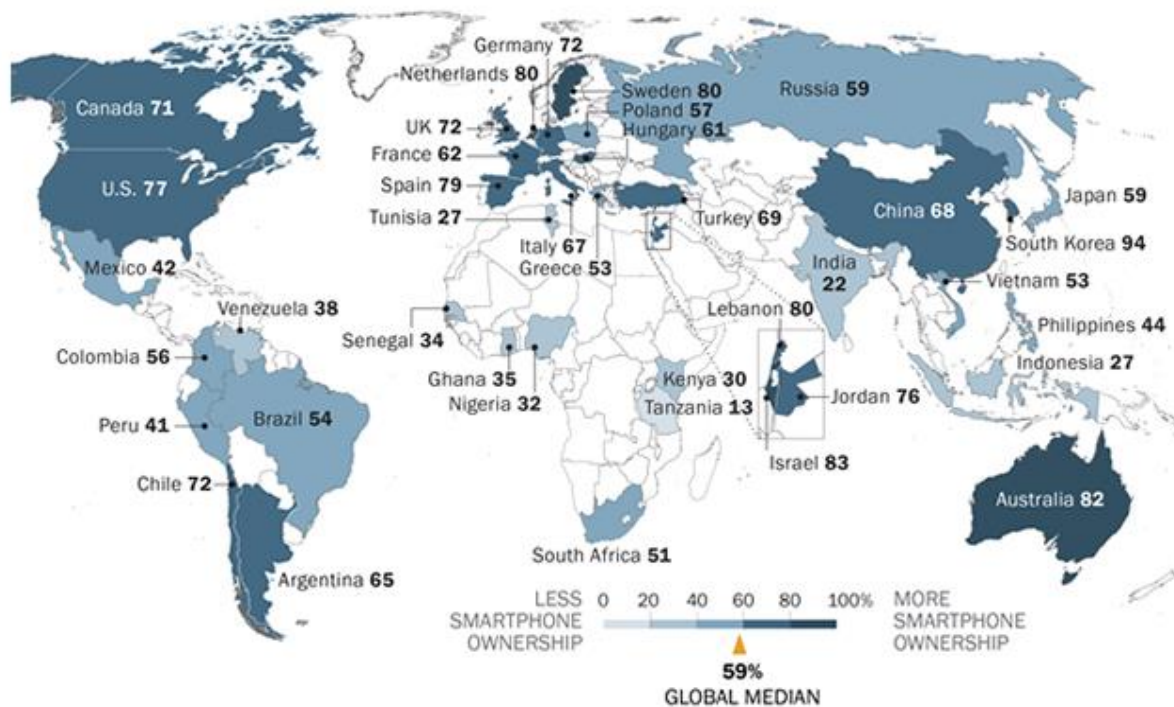 Germany 72
Netherlands 80
Sweden 80
Poland 57
Hungary 61
Russia 59
Canada 71
UK 72
France 62
U.S. 77
Spain 79
Tunisia 27
Italy 67
Greece 53
Turkey 69
China 68
Japan 59
South Korea 94
India
22
Vietnam 53
Mexico 42
Venezuela 38
Lebanon 80
Philippines 44
Senegal 34
Colombia 56
Ghana 35
Nigeria 32
Kenya 30
Tanzania 13
Jordan 76
Indonesia 27
Peru 41
Brazil 54
Israel 83
Chile 72
Australia 82
South Africa 51
Argentina 65
LESS
SMARTPHONE
OWNERSHIP
0 20 40 60 80 100%
MORE
SMARTPHONE
OWNERSHIP
59%
GLOBAL MEDIAN